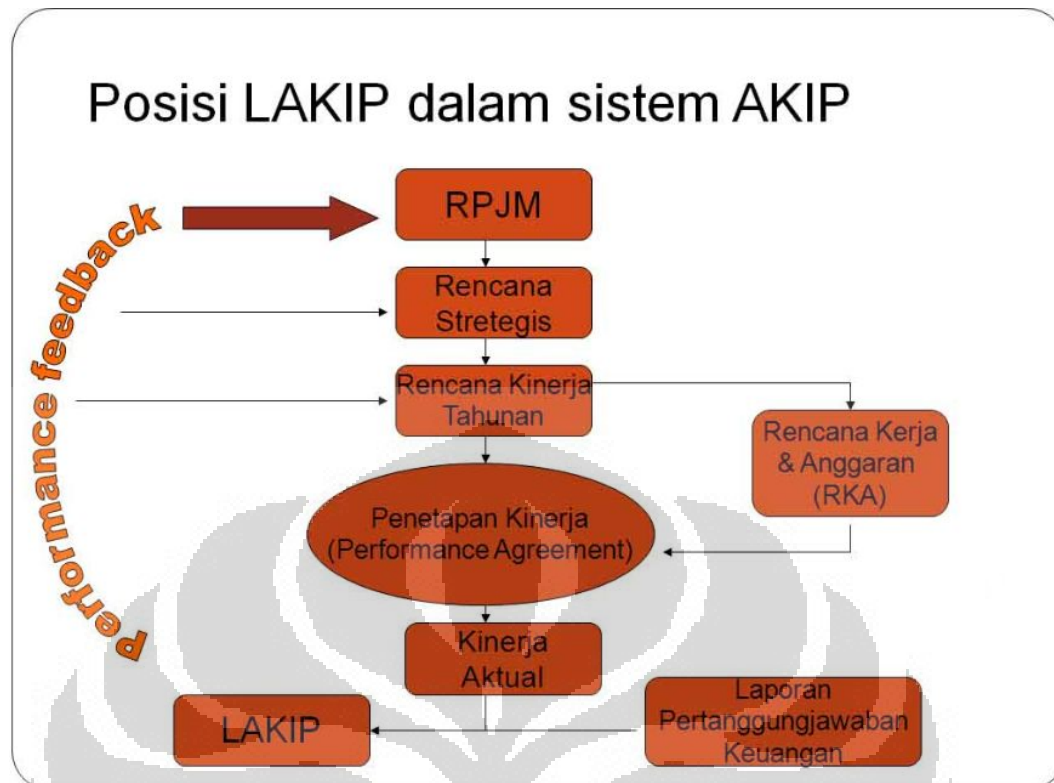 Posisi LAKIP dalam sistem AKIP
Performance feedback
RPJM
Rencana
Stretegis
Rencana Kinerja
Tahunan
Rencana Kerja
& Anggaran
(RKA)
Penetapan Kinerja
(Performance Agreement)
Kinerja
Aktual
LAKIP
Laporan
Pertanggungjawaban
Keuangan